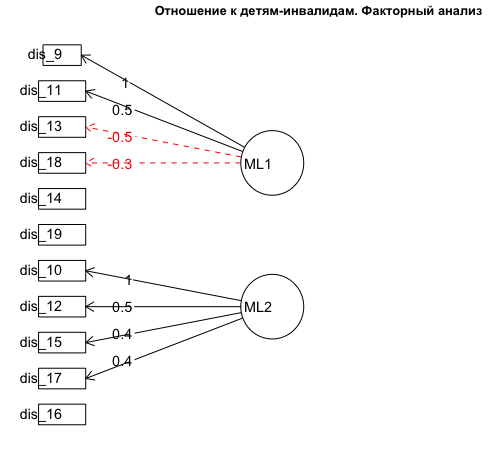 Отношение к детям-инвалидам. Факторный анализ
dis_9
1
dis_11
0.5
dis_13
-0.5
dis_18
-0.3
ML1
dis_14
dis_19
dis_10
1
dis_12
0.5
ML2
dis_15
0.4
dis_17
0.4
dis_16